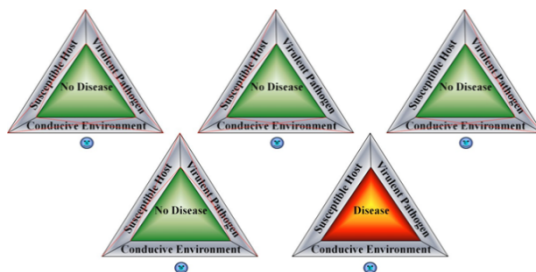 Susceptible Host
Virulent Pathogen
No Disease
Conducive Environment
Susceptible Host
Virulent Pathogen
No Disease
Conducive Environment
Susceptible Host
Virulent Pathogen
No Disease
Conducive Environment
Susceptible Host
Virulent Pathogen
No Disease
Conducive Environment
Susceptible Host
Virulent Pathogen
Disease
Conducive Environment